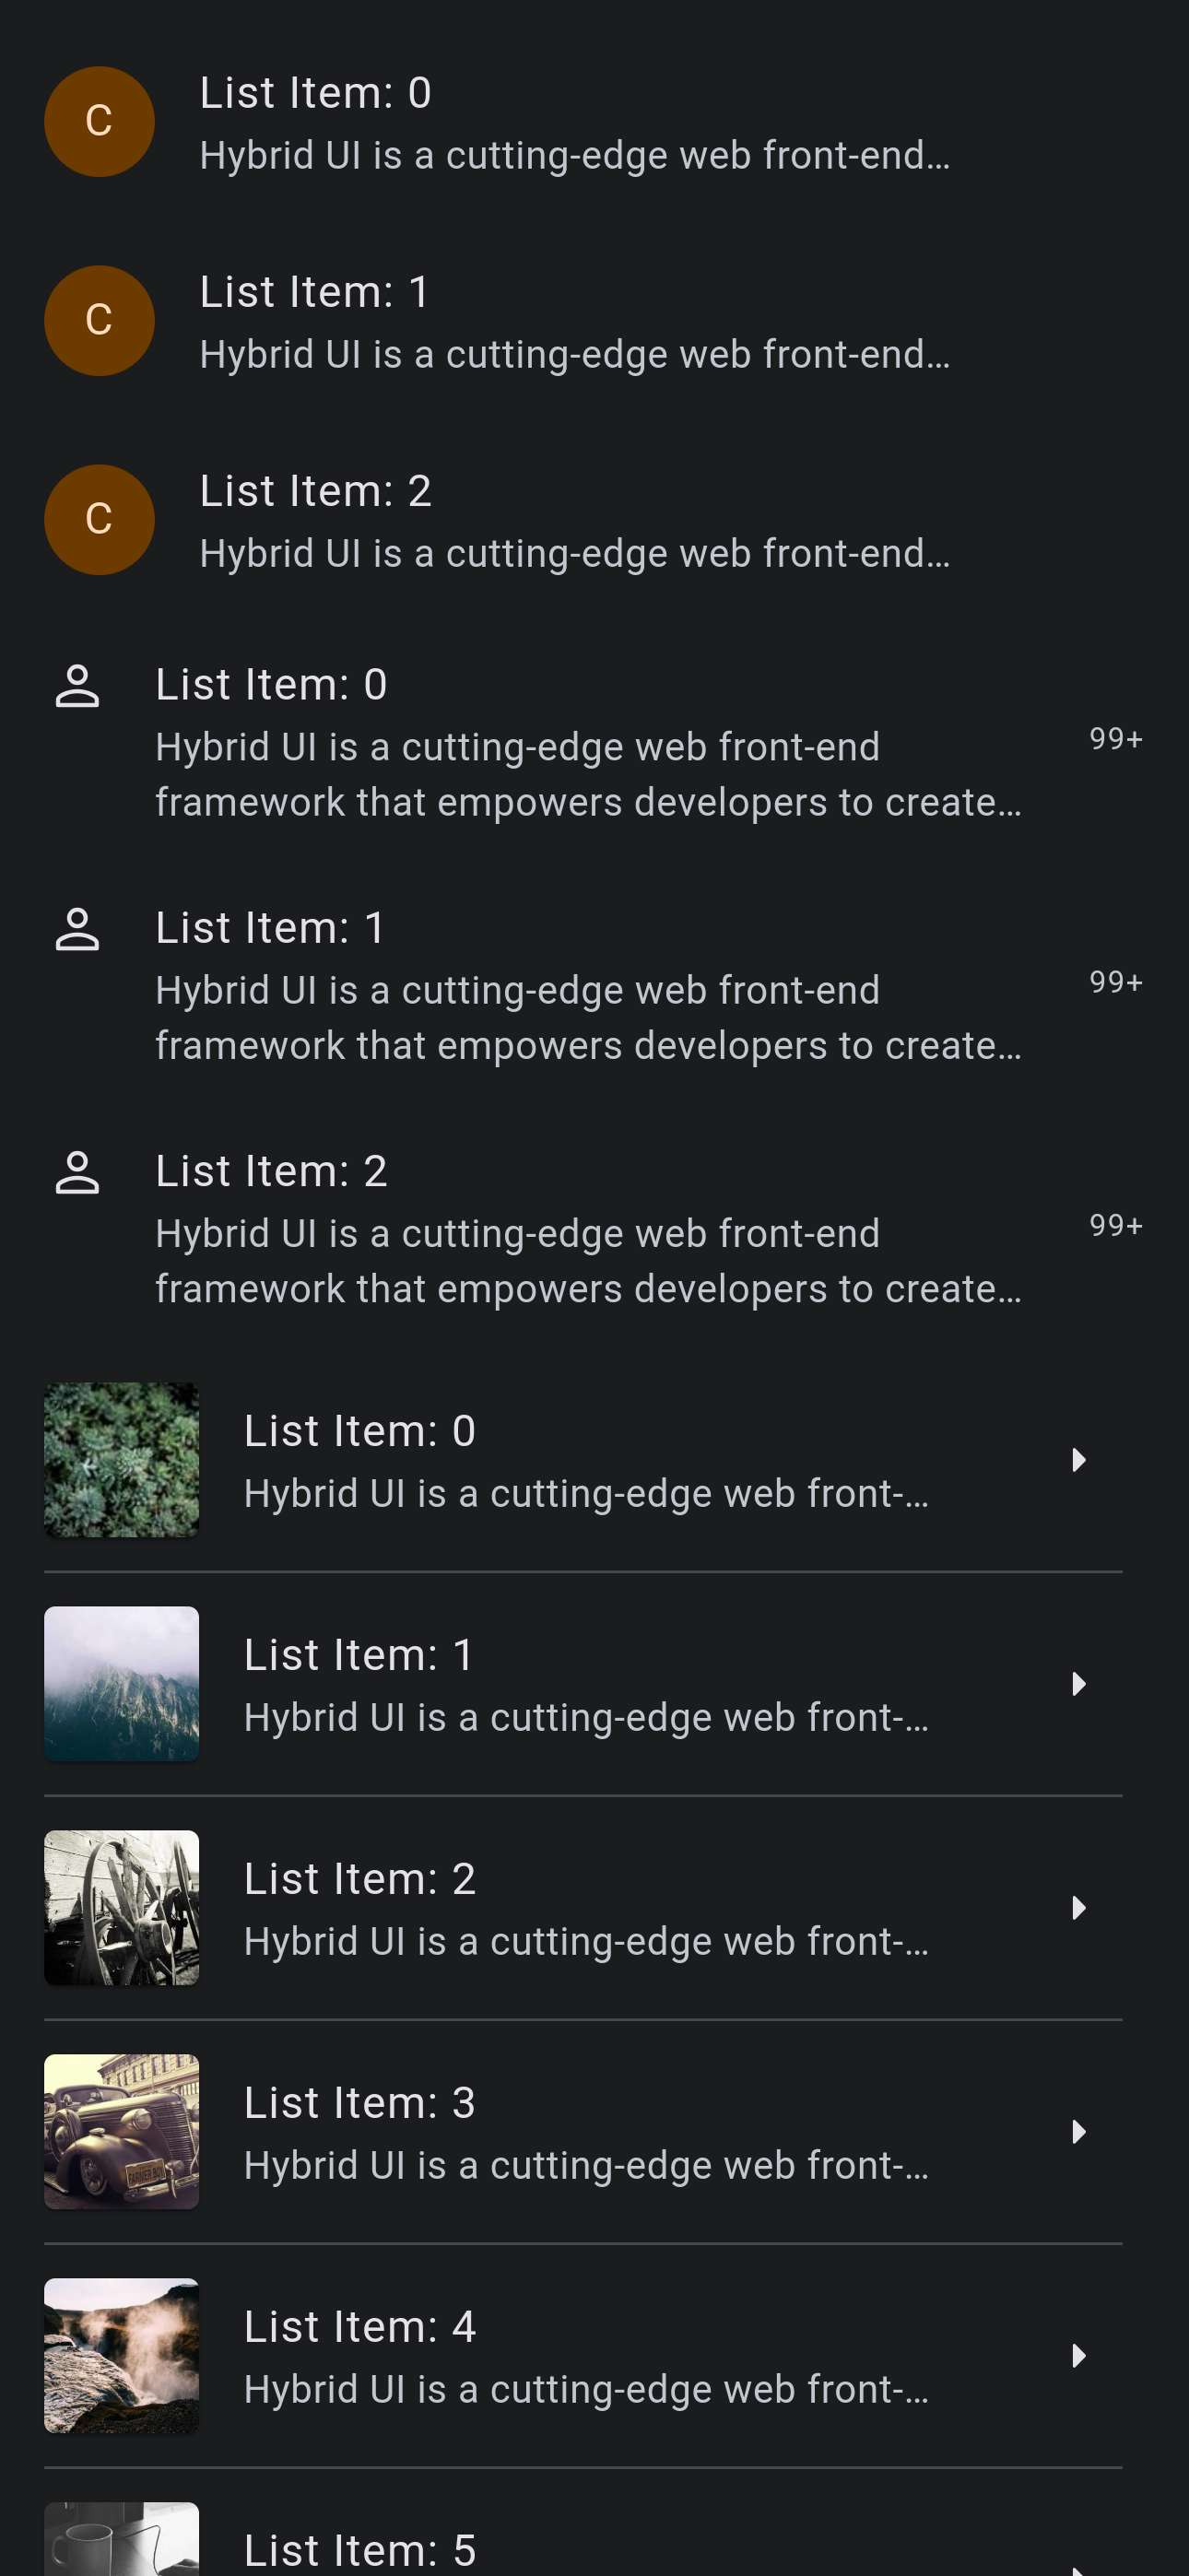 C
List Item: 0
Hybrid UI is a cutting-edge web front-end…
C
List Item: 1
Hybrid UI is a cutting-edge web front-end…
C
List Item: 2
Hybrid UI is a cutting-edge web front-end…
List Item: 0
Hybrid UI is a cutting-edge web front-end
framework that empowers developers to create…
99+
List Item: 1
Hybrid UI is a cutting-edge web front-end
framework that empowers developers to create…
99+
List Item: 2
Hybrid UI is a cutting-edge web front-end
framework that empowers developers to create…
99+
List Item: 0
Hybrid UI is a cutting-edge web front-…
List Item: 1
Hybrid UI is a cutting-edge web front-…
List Item: 2
Hybrid UI is a cutting-edge web front-…
List Item: 3
Hybrid UI is a cutting-edge web front-…
List Item: 4
Hybrid UI is a cutting-edge web front-…
List Item: 5